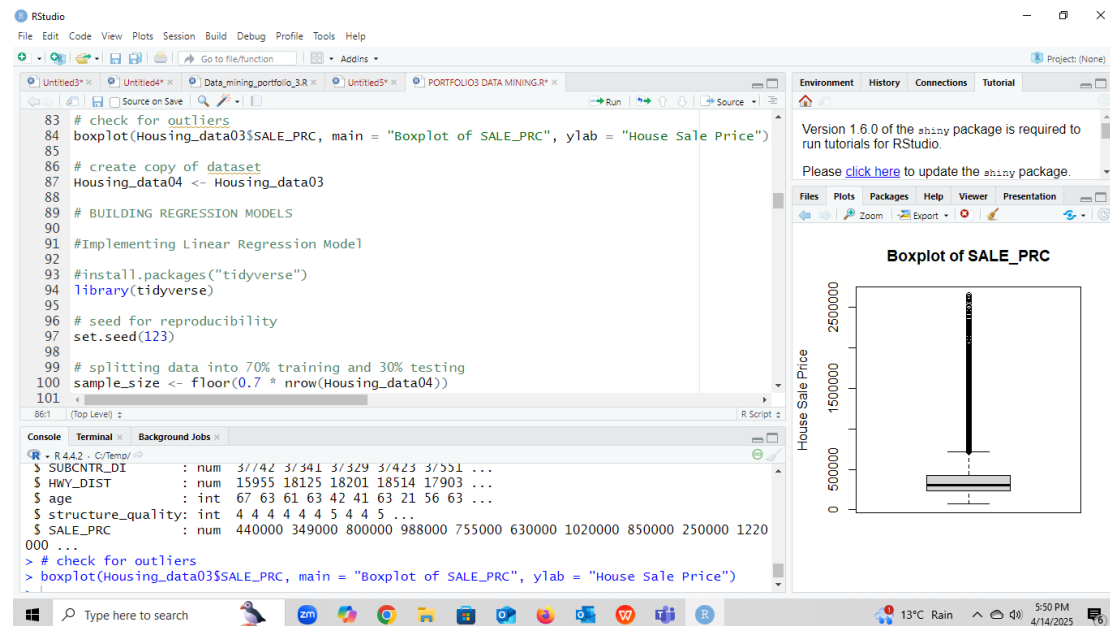 RStudio
File Edit Code View Plots Session Build Debug Profile Tools Help
Go to file/function Addins Project: (None)
Untitled3* Untitled4* Data_mining_portfolio_3.R Untitled5* PORTFOLIO3 DATA MINING.R*
Source on Save Run Source
83 # check for outliers
84 boxplot(Housing_data03$SALE_PRC, main = "Boxplot of SALE_PRC", ylab = "House Sale Price")
85
86 # create copy of dataset
87 Housing_data04 <- Housing_data03
88
89 # BUILDING REGRESSION MODELS
90
91 #Implementing Linear Regression Model
92
93 #install.packages("tidyverse")
94 library(tidyverse)
95
96 # seed for reproducibility
97 set.seed(123)
98
99 # splitting data into 70% training and 30% testing
100 sample_size <- floor(0.7 * nrow(Housing_data04))
101
86:1 (Top Level) R Script
Console Terminal Background Jobs
R 4.4.2 · C:/Temp/
$ SUBCNTR_DI : num 37742 37341 37329 37423 37551 ...
$ HWY_DIST : num 15955 18125 18201 18514 17903 ...
$ age : int 67 63 61 63 42 41 63 21 56 63 ...
$ structure_quality: int 4 4 4 4 4 4 5 4 4 5 ...
$ SALE_PRC : num 440000 349000 800000 988000 755000 630000 1020000 850000 250000 1220
000 ...
> # check for outliers
> boxplot(Housing_data03$SALE_PRC, main = "Boxplot of SALE_PRC", ylab = "House Sale Price")
>
Environment History Connections Tutorial
Version 1.6.0 of the shiny package is required to
run tutorials for RStudio.
Please click here to update the shiny package.
Files Plots Packages Help Viewer Presentation
Zoom Export
Boxplot of SALE_PRC
House Sale Price
2500000
1500000
500000
0
Type here to search
zm
1
13°C Rain
5:50 PM
4/14/2025
6